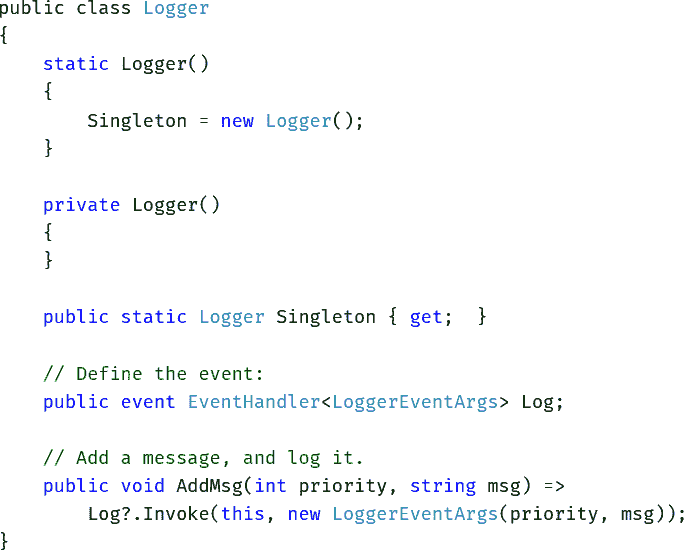 public class Logger
{
    static Logger()
    {
        Singleton = new Logger();
    }

    private Logger()
    {
    }

    public static Logger Singleton { get;  }

    // Define the event:
    public event EventHandler<LoggerEventArgs> Log;

    // Add a message, and log it.
    public void AddMsg(int priority, string msg) =>
        Log?.Invoke(this, new LoggerEventArgs(priority, msg));
}